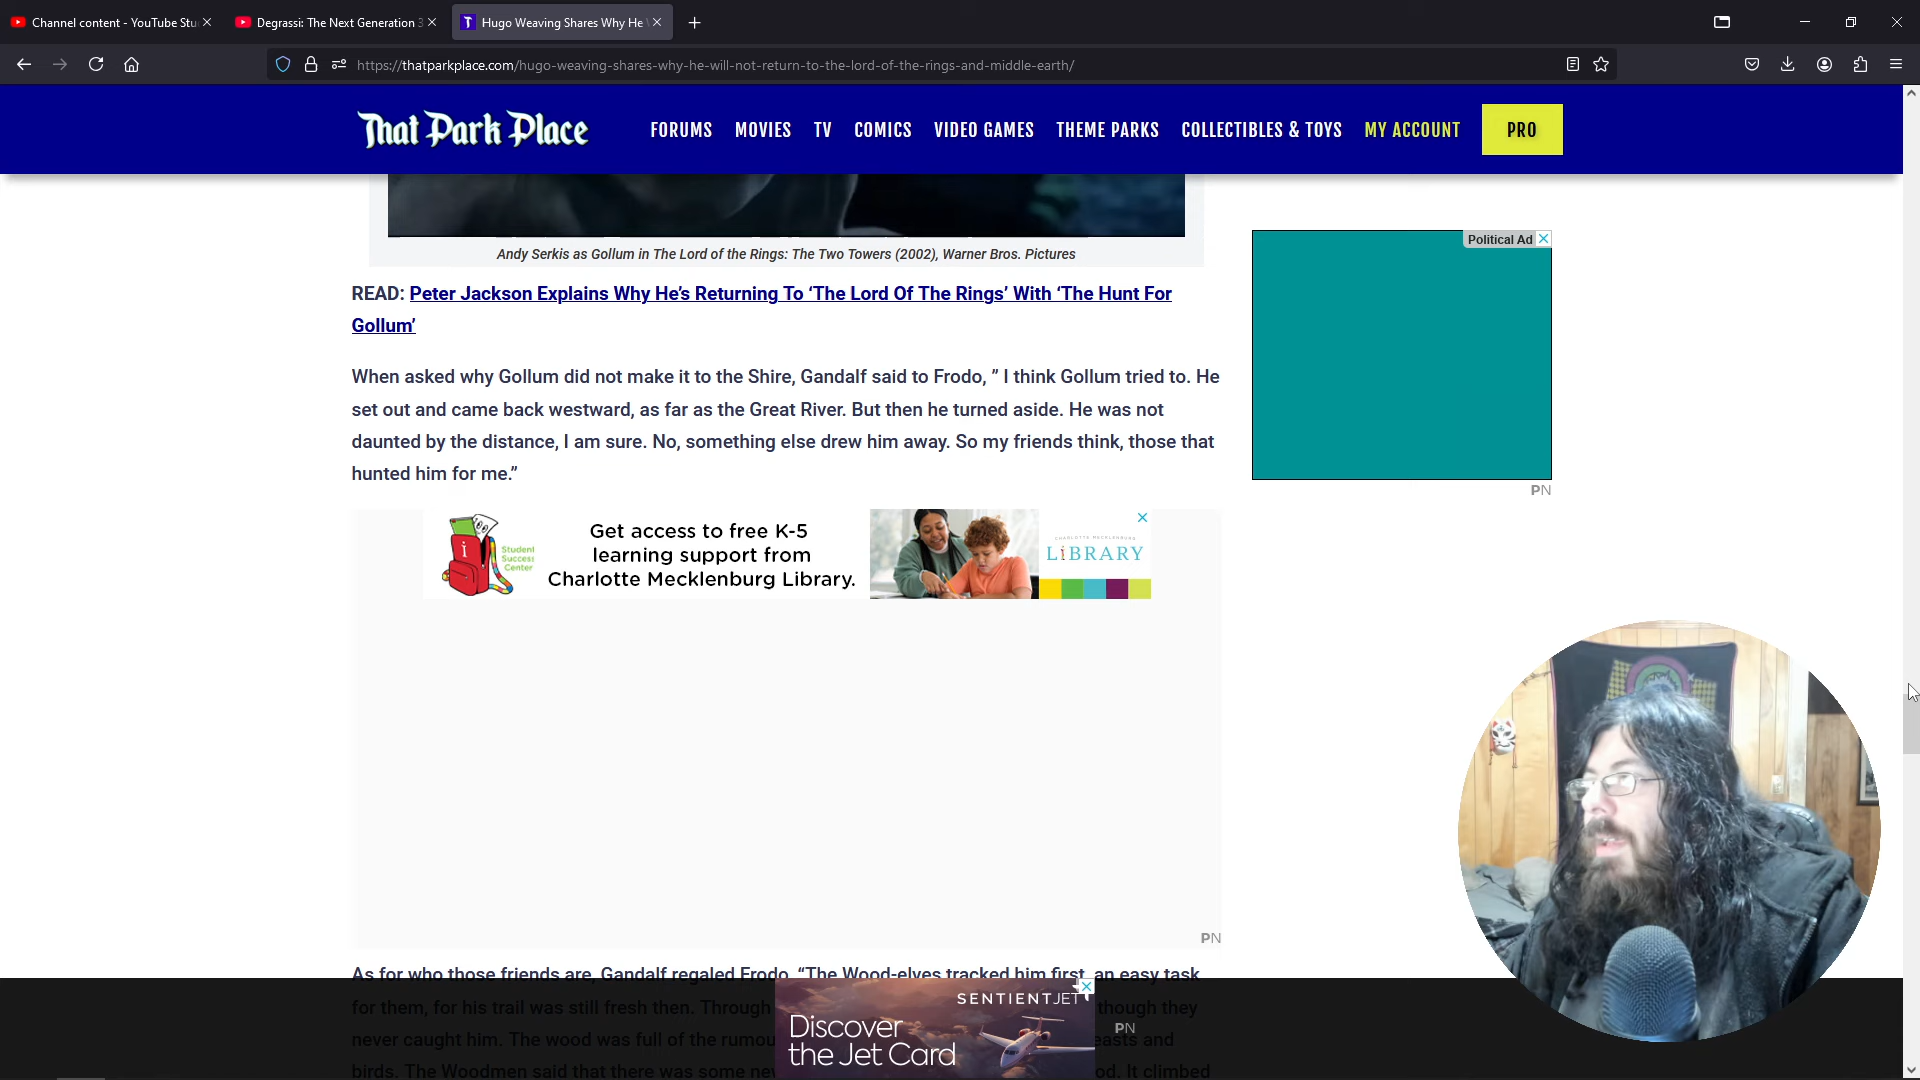 Channel content - YouTube Stu
Degrassi: The Next Generation 3
Hugo Weaving Shares Why He
https://thatparkplace.com/hugo-weaving-shares-why-he-will-not-return-to-the-lord-of-the-rings-and-middle-earth/
That Park Place
FORUMS MOVIES TV COMICS VIDEO GAMES THEME PARKS COLLECTIBLES & TOYS MY ACCOUNT PRO
Andy Serkis as Gollum in The Lord of the Rings: The Two Towers (2002), Warner Bros. Pictures
Political Ad
READ: Peter Jackson Explains Why He’s Returning To ‘The Lord Of The Rings’ With ‘The Hunt For
Gollum’
When asked why Gollum did not make it to the Shire, Gandalf said to Frodo, ” I think Gollum tried to. He
set out and came back westward, as far as the Great River. But then he turned aside. He was not
daunted by the distance, I am sure. No, something else drew him away. So my friends think, those that
hunted him for me.”
PN
Student
Success
Center
Get access to free K-5
learning support from
Charlotte Mecklenburg Library.
CHARLOTTE MECKLENBURG
LiBRARY
PN
As for who those friends are, Gandalf regaled Frodo, “The Wood-elves tracked him first, an easy task
for them, for his trail was still fresh then. Through though they
never caught him. The wood was full of the rumou easts and
birds. The Woodmen said that there was some ne od. It climbed
SENTIENT JET
Discover
the Jet Card
PN